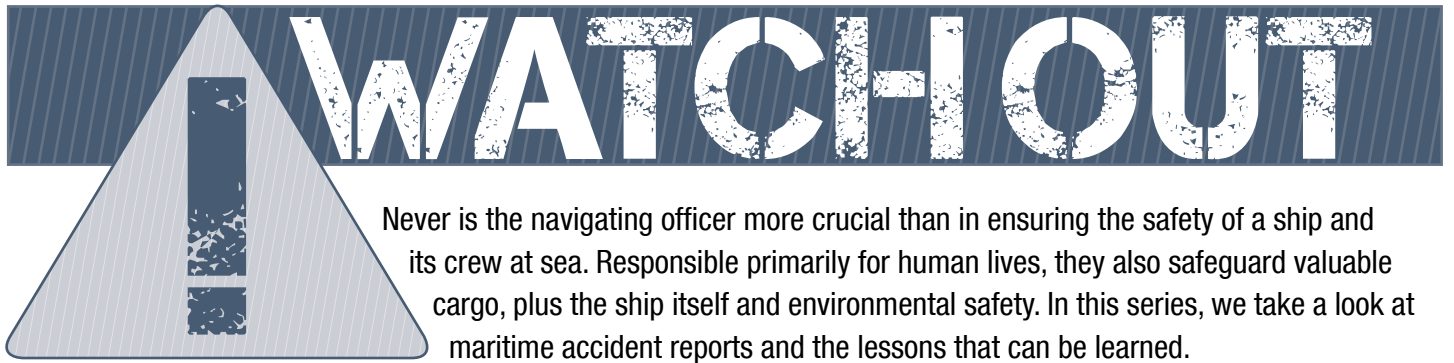 WATCH OUT
Never is the navigating officer more crucial than in ensuring the safety of a ship and
its crew at sea. Responsible primarily for human lives, they also safeguard valuable
cargo, plus the ship itself and environmental safety. In this series, we take a look at
maritime accident reports and the lessons that can be learned.